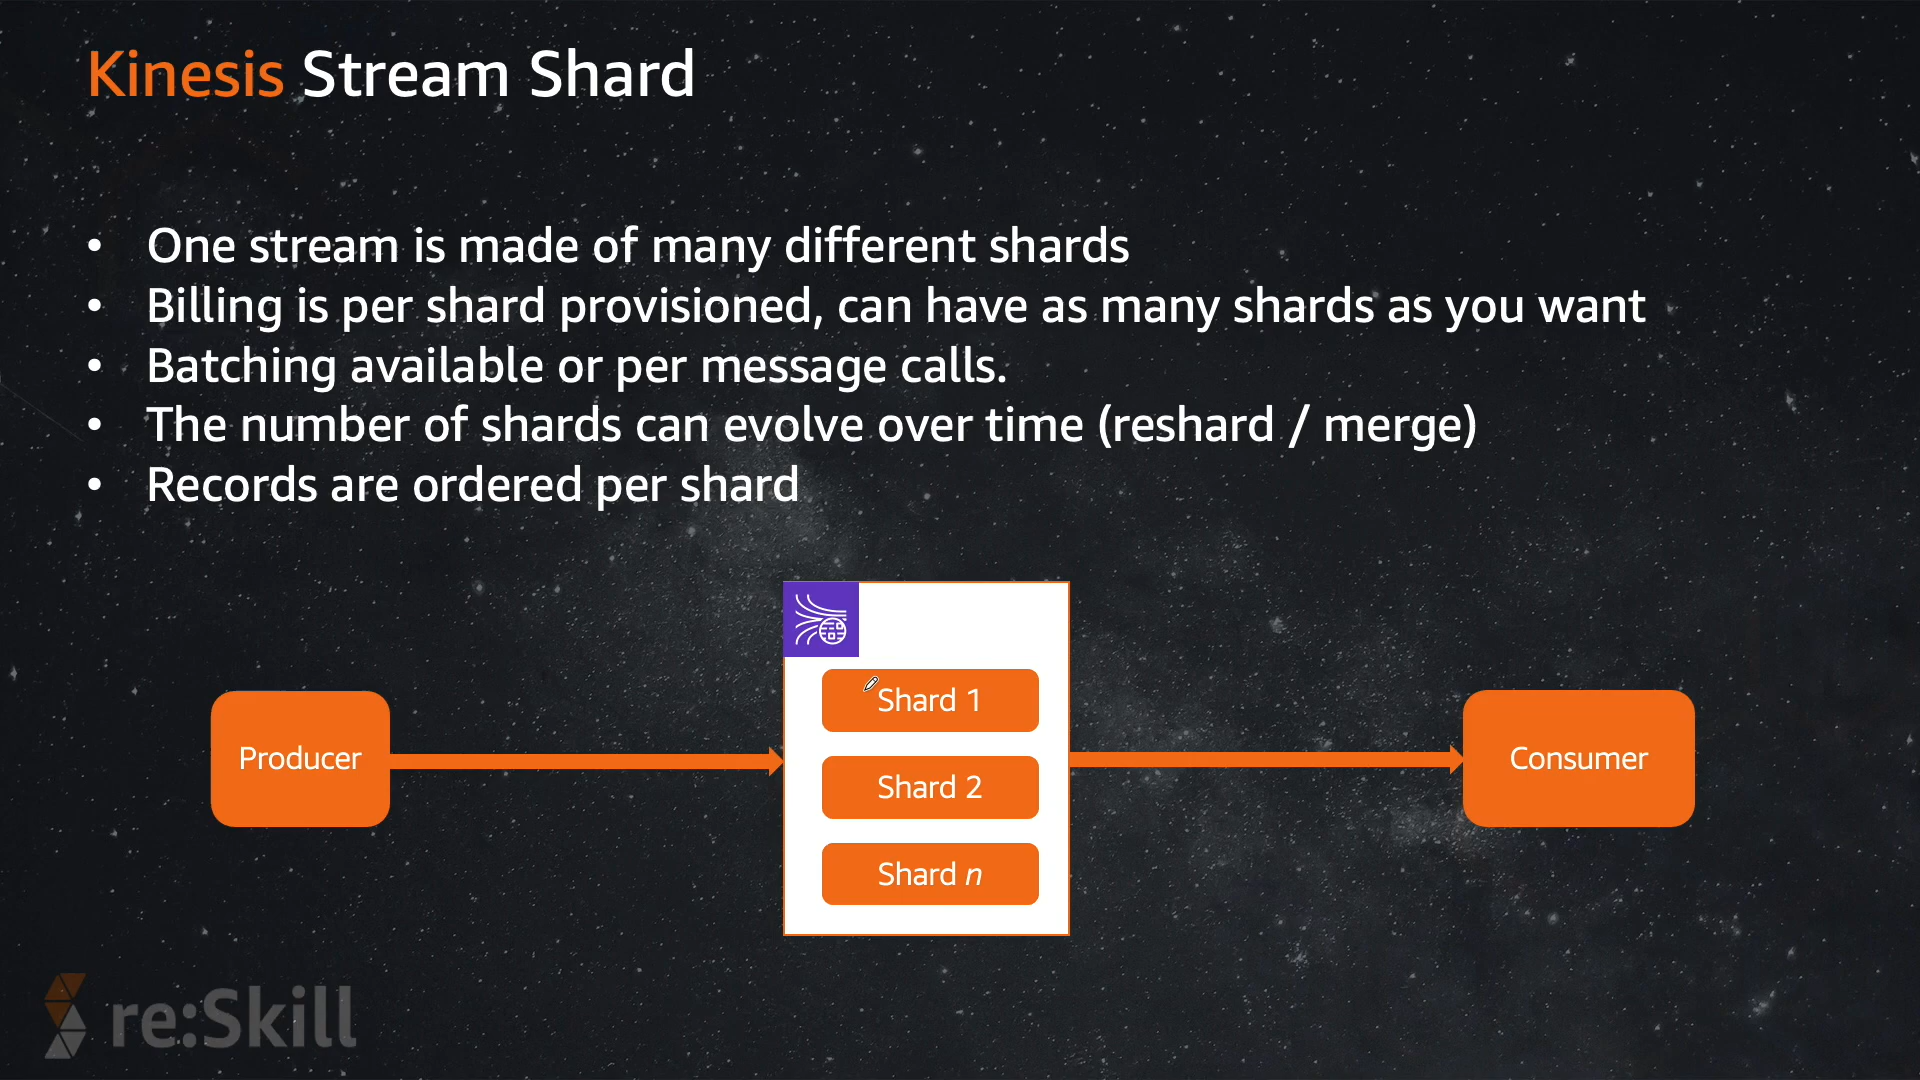 Kinesis Stream Shard
• One stream is made of many different shards
• Billing is per shard provisioned, can have as many shards as you want
• Batching available or per message calls.
• The number of shards can evolve over time (reshard / merge)
• Records are ordered per shard
Producer
Shard 1
Shard 2
Shard n
Consumer
re:Skill